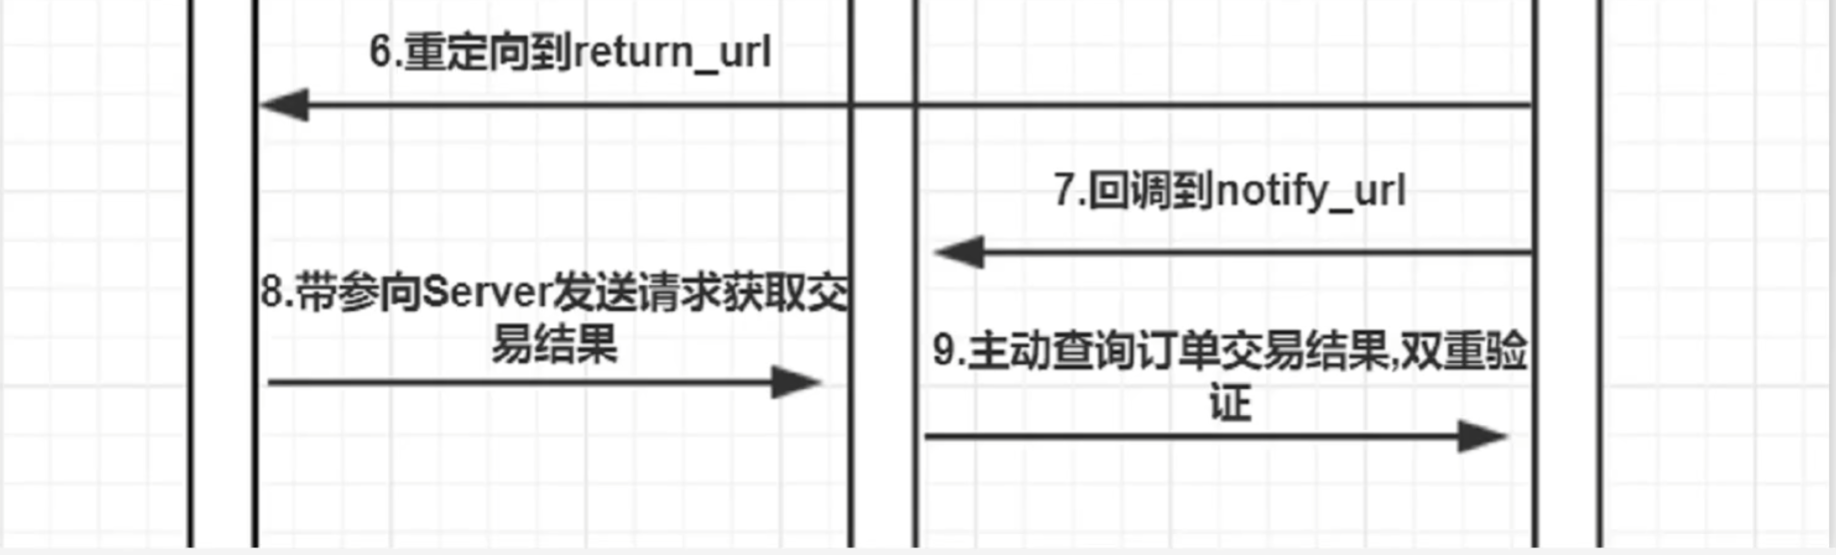 6.重定向到return_url
7.回调到notify_url
8.带参向Server发送请求获取交
易结果
9.主动查询订单交易结果,双重验
证